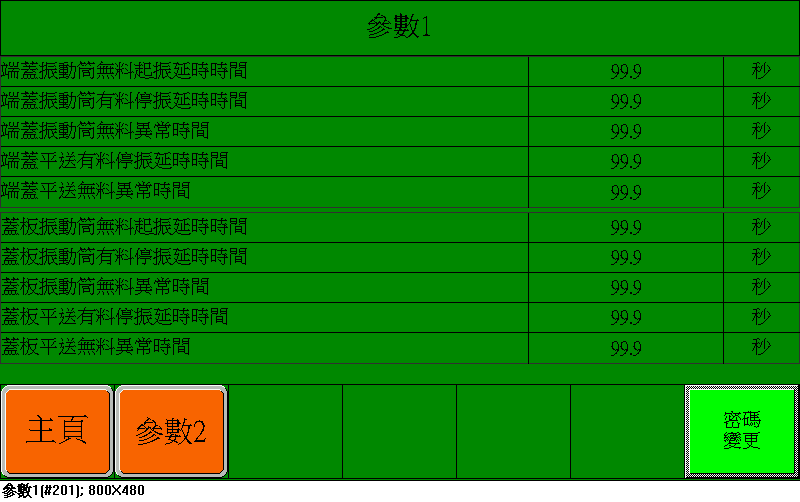 參數1
端蓋振動筒無料起振延時時間 99.9 秒
端蓋振動筒有料停振延時時間 99.9 秒
端蓋振動筒無料異常時間 99.9 秒
端蓋平送有料停振延時時間 99.9 秒
端蓋平送無料異常時間 99.9 秒
蓋板振動筒無料起振延時時間 99.9 秒
蓋板振動筒有料停振延時時間 99.9 秒
蓋板振動筒無料異常時間 99.9 秒
蓋板平送有料停振延時時間 99.9 秒
蓋板平送無料異常時間 99.9 秒
主頁 參數2
密碼
變更
參數1(#201); 800X480